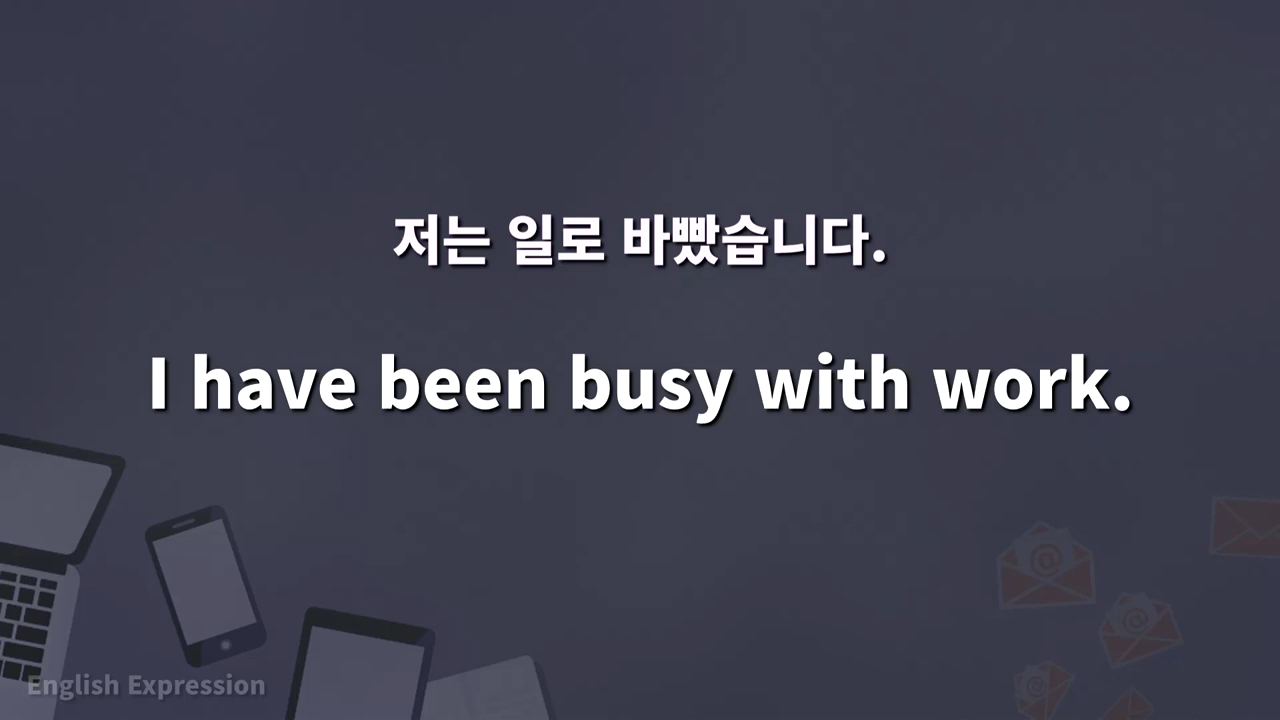 저는 일로 바빴습니다.
I have been busy with work.
English Expression